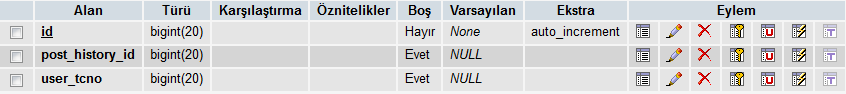 Alan Türü Karşılaştırma Öznitelikler Boş Varsayılan Ekstra Eylem
id bigint(20) Hayır None auto_increment
post_history_id bigint(20) Evet NULL
user_tcno bigint(20) Evet NULL